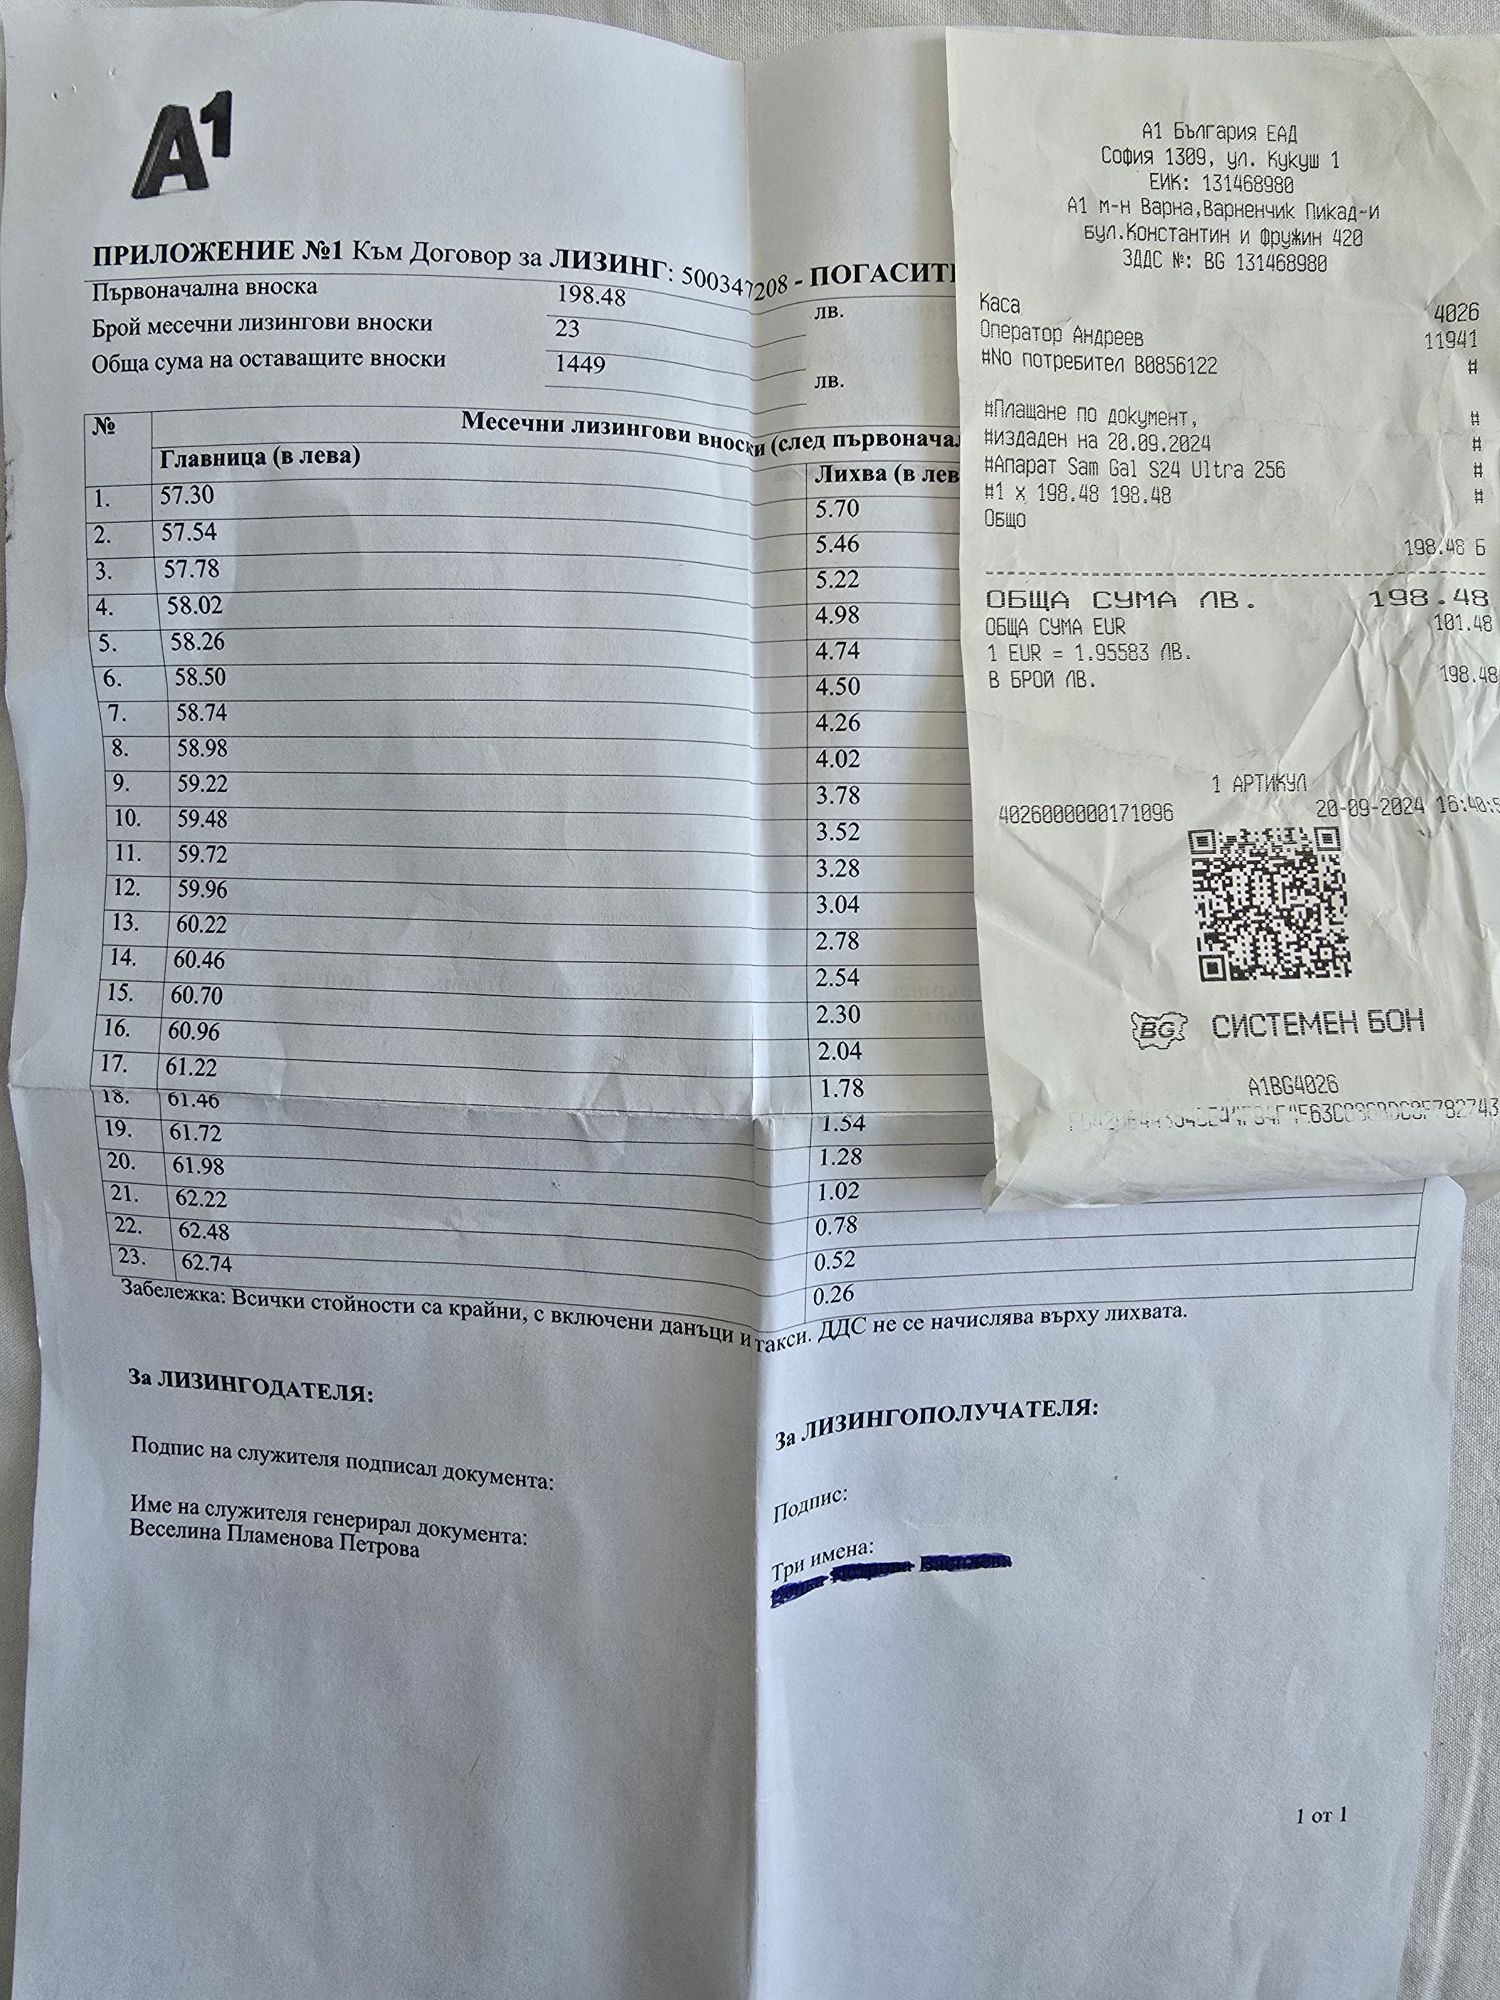 A1
ПРИЛОЖЕНИЕ №1 Към Договор за ЛИЗИНГ: 500347208 - ПОГАСИТ
Първоначална вноска 198.48 лв.
Брой месечни лизингови вноски 23
Обща сума на оставащите вноски 1449 лв.
№ Месечни лизингови вноски (след първоначал
Главница (в лева) Лихва (в лев
1. 57.30 5.70
2. 57.54 5.46
3. 57.78 5.22
4. 58.02 4.98
5. 58.26 4.74
6. 58.50 4.50
7. 58.74 4.26
8. 58.98 4.02
9. 59.22 3.78
10. 59.48 3.52
11. 59.72 3.28
12. 59.96 3.04
13. 60.22 2.78
14. 60.46 2.54
15. 60.70 2.30
16. 60.96 2.04
17. 61.22 1.78
18. 61.46 1.54
19. 61.72 1.28
20. 61.98 1.02
21. 62.22 0.78
22. 62.48 0.52
23. 62.74 0.26
Забележка: Всички стойности са крайни, с включени данъци и такси. ДДС не се начислява върху лихвата.
За ЛИЗИНГОДАТЕЛЯ:
Подпис на служителя подписал документа:
Име на служителя генерирал документа:
Веселина Пламенова Петрова
За ЛИЗИНГОПОЛУЧАТЕЛЯ:
Подпис:
Три имена:
1 от 1
А1 България ЕАД
София 1309, ул. Кукуш 1
ЕИК: 131468980
А1 м-н Варна,Варненчик Пикад-и
бул.Константин и Фружин 420
ЗДДС №: BG 131468980
Каса 4026
Оператор Андреев 11941
#No потребител B0856122 #
#Плащане по документ, #
#издаден на 20.09.2024 #
#Апарат Sam Gal S24 Ultra 256 #
#1 x 198.48 198.48 #
Общо
198.48 Б
ОБЩА СУМА ЛВ. 198.48
ОБЩА СУМА EUR 101.48
1 EUR = 1.95583 ЛВ.
В БРОЙ ЛВ. 198.48
1 АРТИКУЛ
4026000000171096 20-09-2024 16:40:5
BG СИСТЕМЕН БОН
A1BG4026